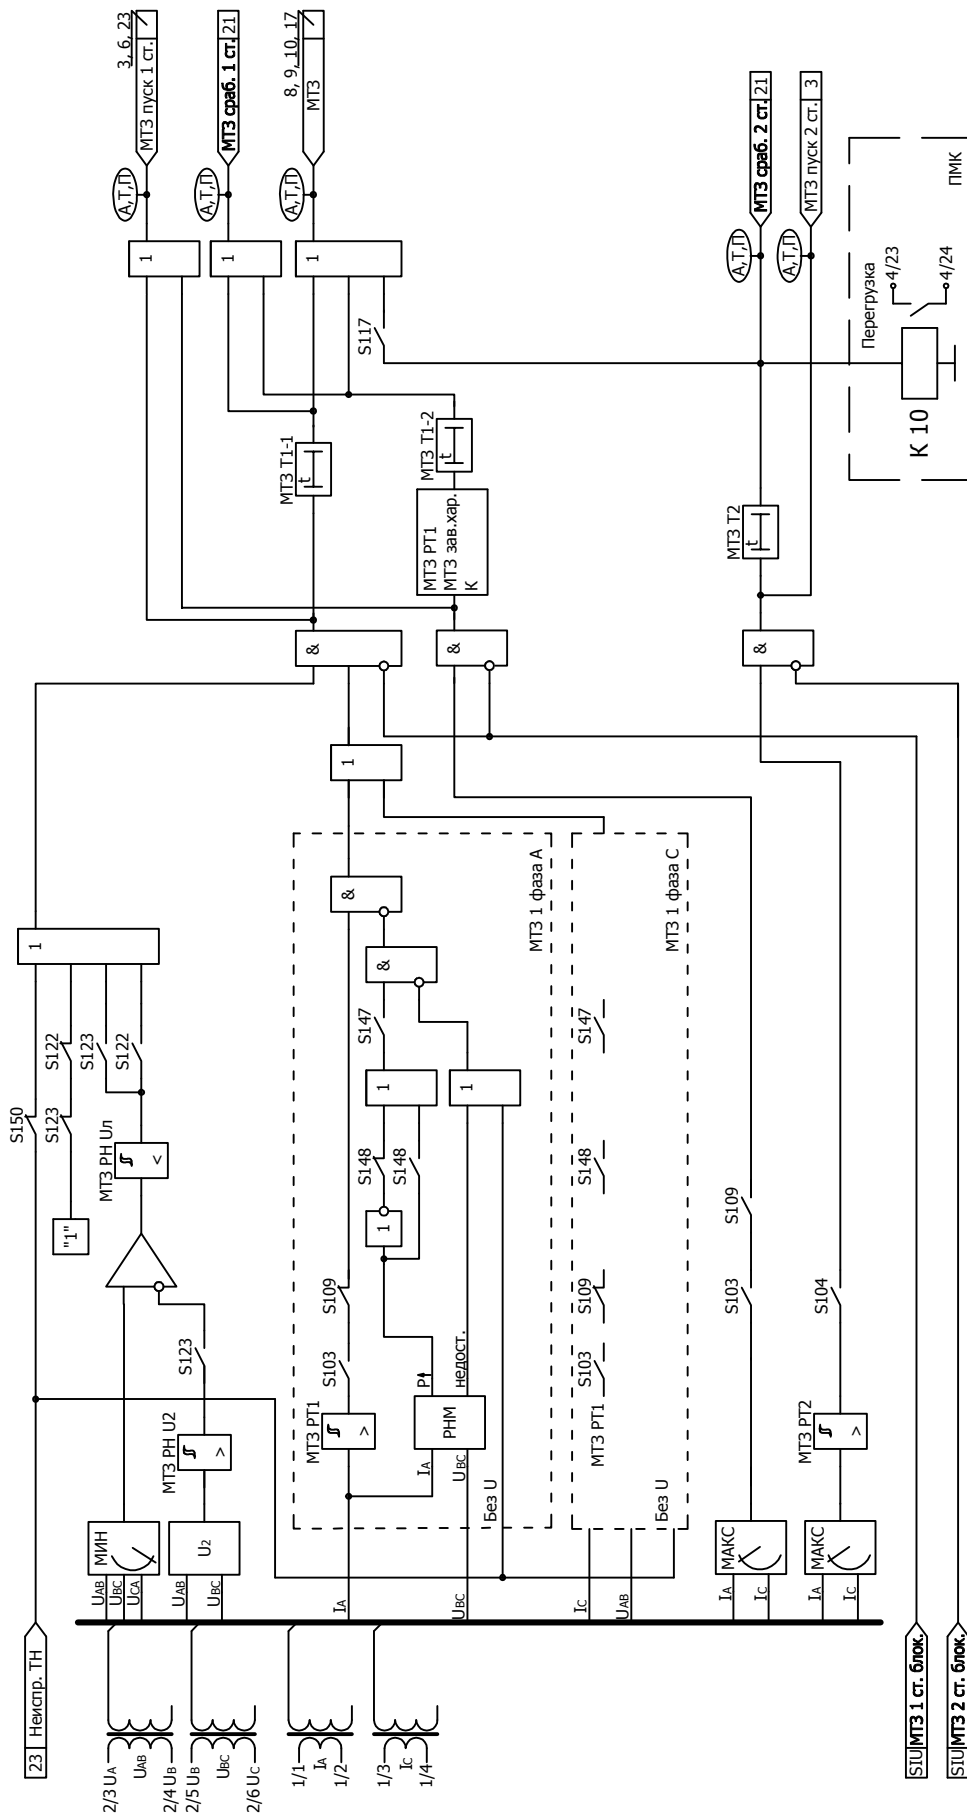 3, 6, 23
МТЗ пуск 1 ст.
А,Т,П
1
МТЗ сраб. 1 ст.
21
А,Т,П
1
8, 9, 10, 17
МТЗ
А,Т,П
1
S117
МТЗ сраб. 2 ст.
21
А,Т,П
МТЗ пуск 2 ст.
3
А,Т,П
ПМК
Перегрузка
4/23
4/24
К 10
МТЗ Т1-1
t
МТЗ Т1-2
t
МТЗ РТ1
МТЗ зав.хар.
К
МТЗ Т2
t
&
&
&
1
1
S150
S123
S122
S123
S122
"1"
МТЗ РН Uл
<
S123
МТЗ РН U2
>
МИН
UAB
UBC
UCA
U2
UAB
UBC
МТЗ 1 фаза А
&
&
S147
1
1
S148
S148
1
S109
S103
МТЗ РТ1
>
РНМ
P
недост.
IA
UBC
Без U
IA
UBC
МТЗ 1 фаза С
S147
S148
S109
S103
МТЗ РТ1
Без U
IC
UAB
S109
S103
МАКС
IA
IC
S104
МТЗ РТ2
>
МАКС
IA
IC
23
Неиспр. ТН
2/3 UA
UAB
2/4 UB
2/5 UB
UBC
2/6 UC
1/1
IA
1/2
1/3
IC
1/4
SIU
МТЗ 1 ст. блок.
SIU
МТЗ 2 ст. блок.